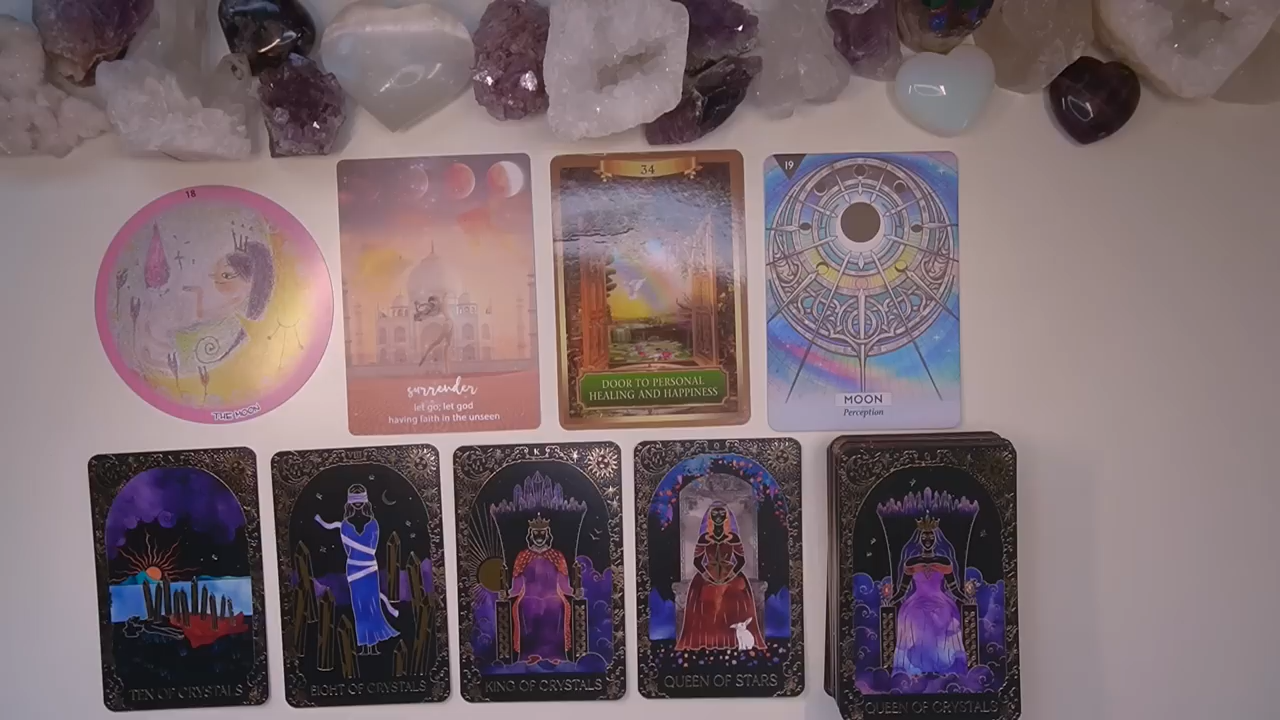 18
THE MOON
surrender
let go; let god
having faith in the unseen
34
DOOR TO PERSONAL
HEALING AND HAPPINESS
19
MOON
Perception
X
TEN OF CRYSTALS
VIII
EIGHT OF CRYSTALS
K
KING OF CRYSTALS
Q
QUEEN OF STARS
Q
QUEEN OF CRYSTALS